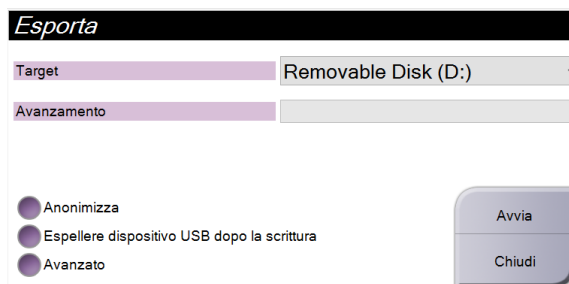 Esporta
Target
Removable Disk (D:)
Avanzamento
Anonimizza
Espellere dispositivo USB dopo la scrittura
Avanzato
Avvia
Chiudi